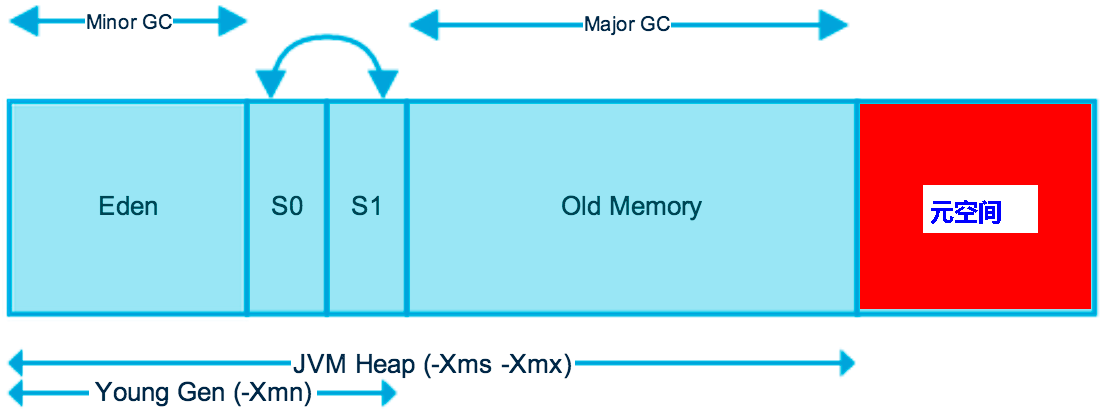 Minor GC
Major GC
Eden
S0
S1
Old Memory
元空间
JVM Heap (-Xms -Xmx)
Young Gen (-Xmn)